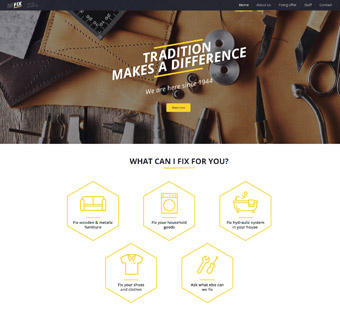 FIX
Home About us Fixing offer Staff Contact
TRADITION
MAKES A DIFFERENCE
We are here since 1944
WHAT CAN I FIX FOR YOU?
Fix wooden & metalic
furniture
Fix your household
goods
Fix hydraulic system
in your house
Fix your shoes
and clothes
Ask what else can
we fix